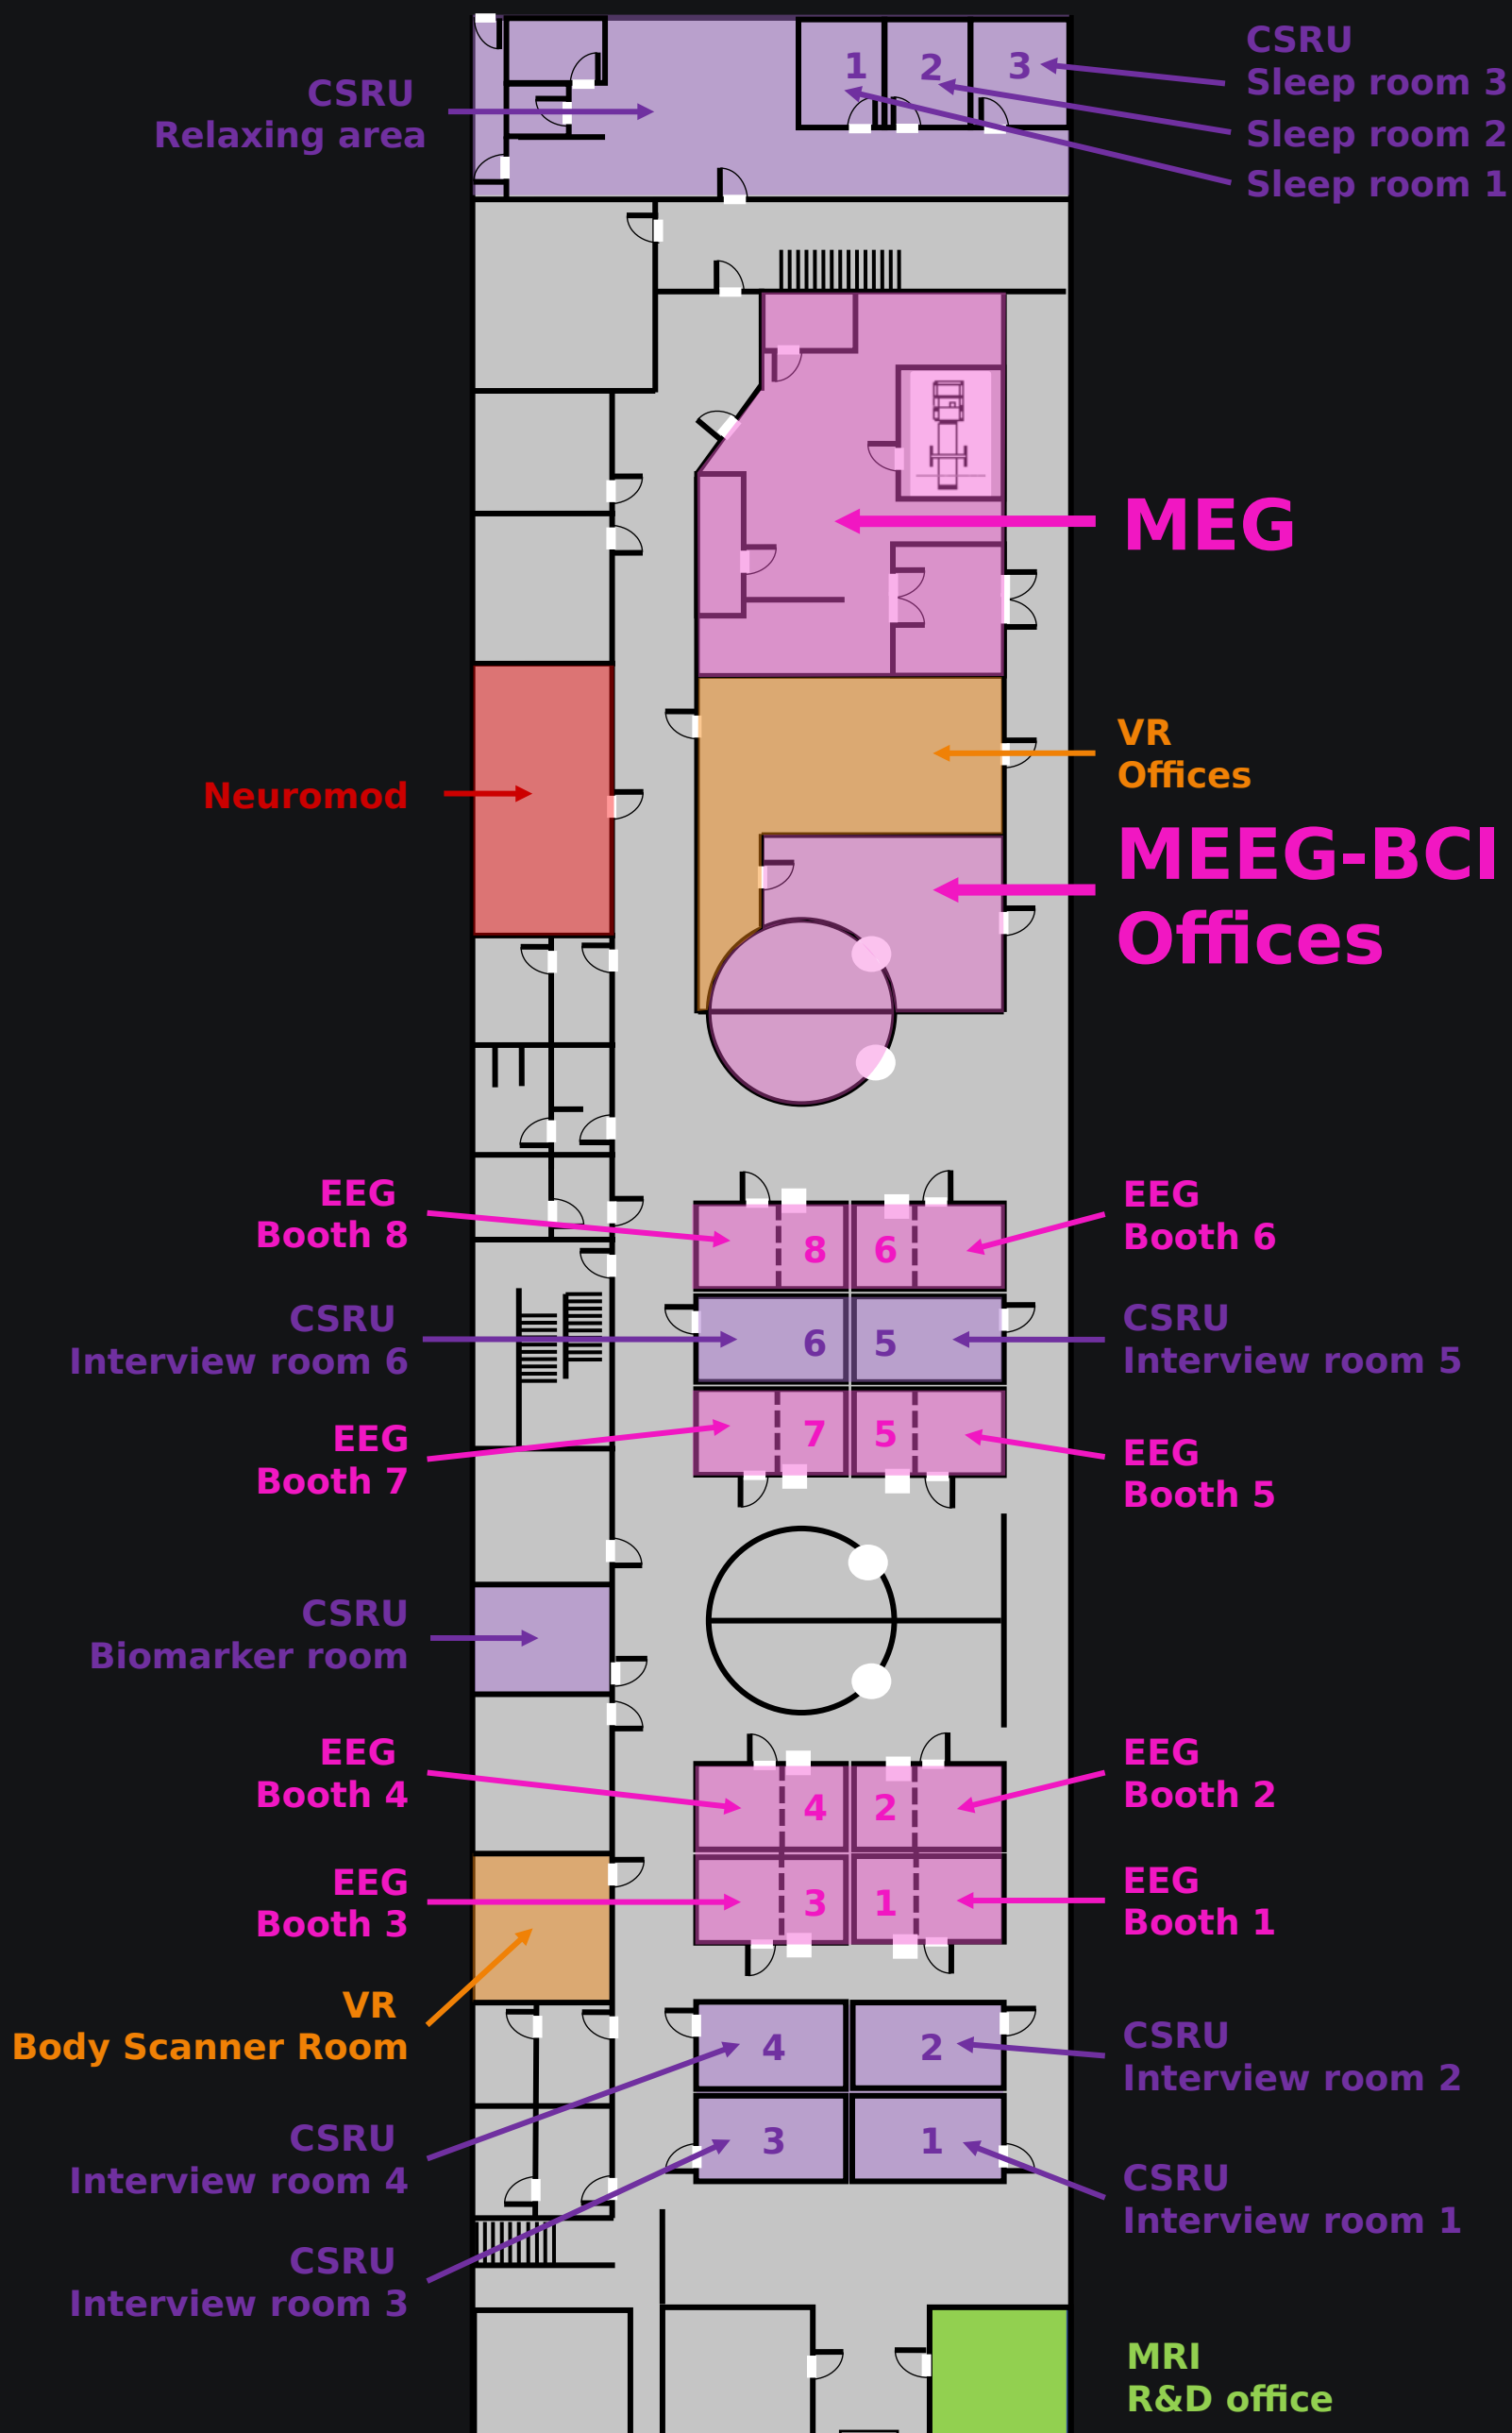 CSRU
Relaxing area
1
2
3
CSRU
Sleep room 3
Sleep room 2
Sleep room 1
MEG
VR
Offices
Neuromod
MEEG-BCI
Offices
EEG
Booth 8
8
6
EEG
Booth 6
CSRU
Interview room 6
6
5
CSRU
Interview room 5
EEG
Booth 7
7
5
EEG
Booth 5
CSRU
Biomarker room
EEG
Booth 4
4
2
EEG
Booth 2
EEG
Booth 3
3
1
EEG
Booth 1
VR
Body Scanner Room
4
2
CSRU
Interview room 2
CSRU
Interview room 4
3
1
CSRU
Interview room 1
CSRU
Interview room 3
MRI
R&D office